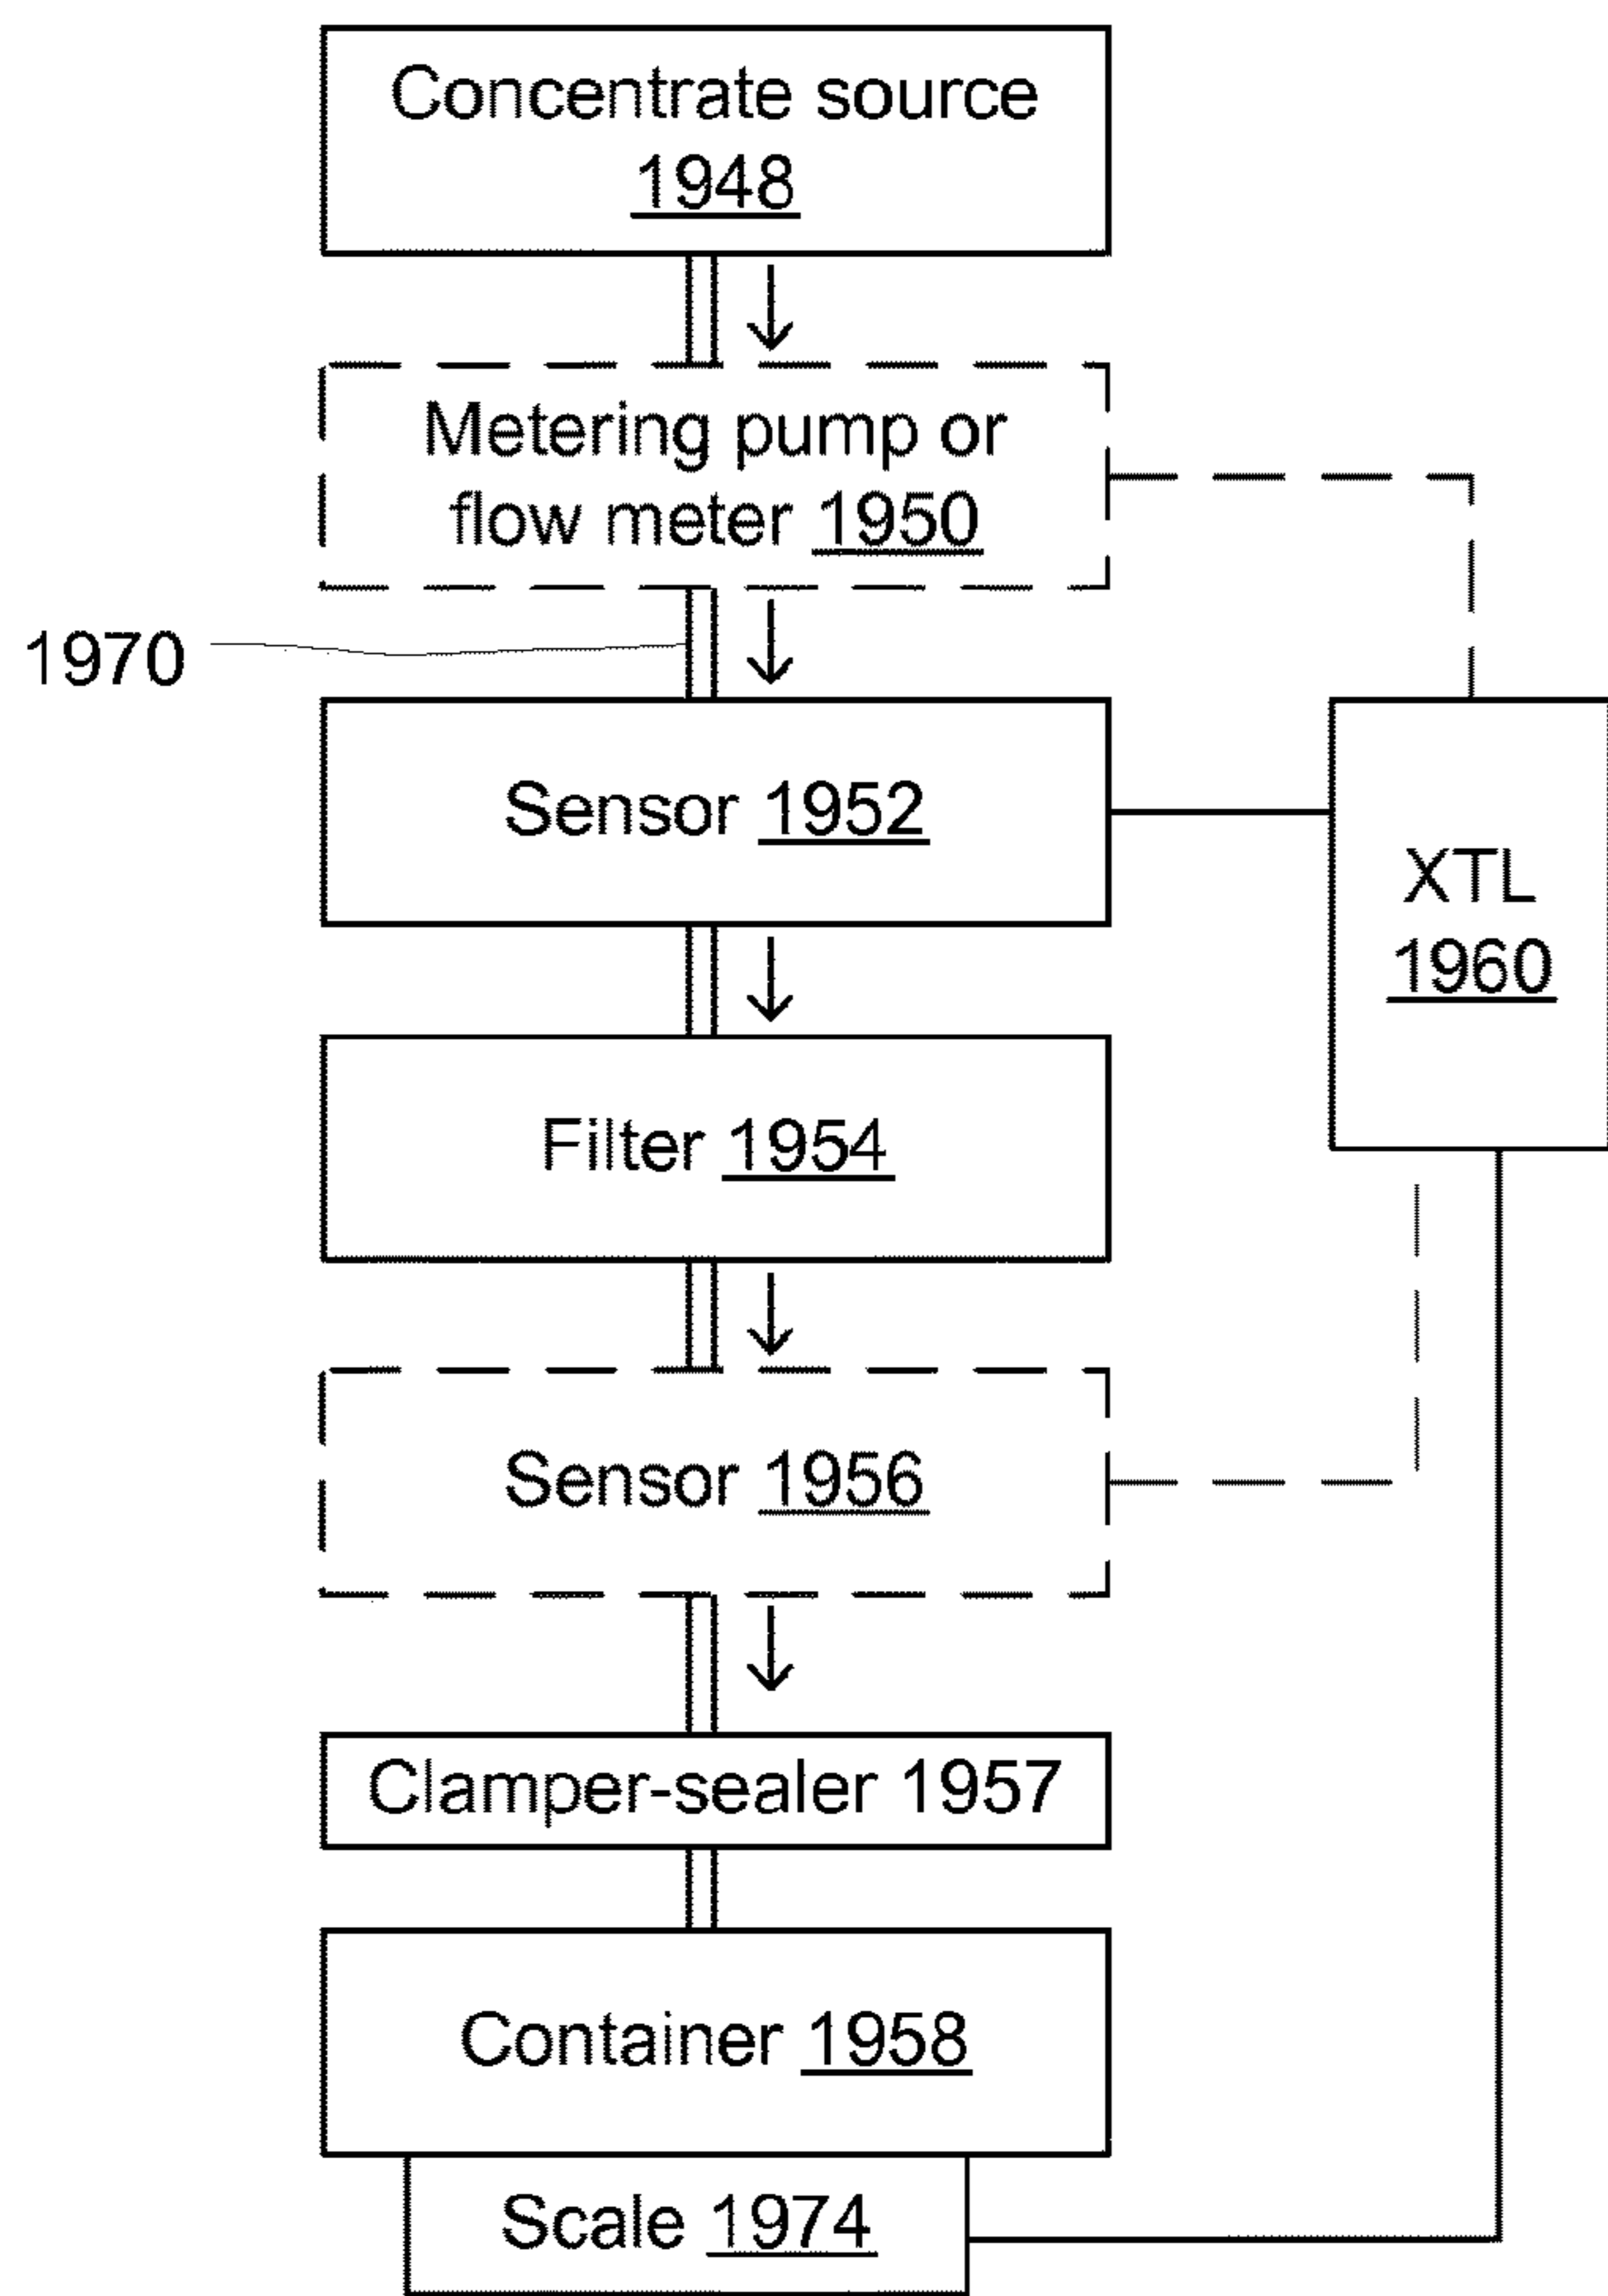 Concentrate source
1948
Metering pump or
flow meter 1950
1970
Sensor 1952
XTL
1960
Filter 1954
Sensor 1956
Clamper-sealer 1957
Container 1958
Scale 1974